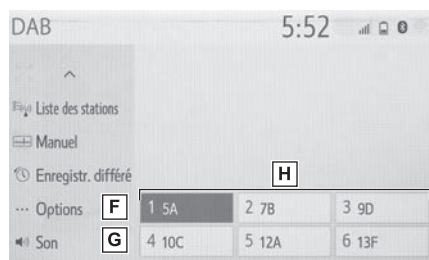 DAB 5:52
Liste des stations
Manuel
Enregistr. différé
H
Options F 1 5A 2 7B 3 9D
Son G 4 10C 5 12A 6 13F